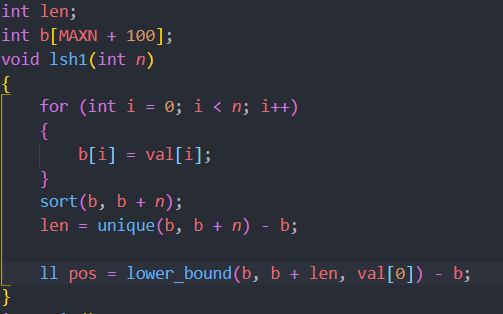 int len;
int b[MAXN + 100];
void lsh1(int n)
{
    for (int i = 0; i < n; i++)
    {
        b[i] = val[i];
    }
    sort(b, b + n);
    len = unique(b, b + n) - b;
    ll pos = lower_bound(b, b + len, val[0]) - b;
}